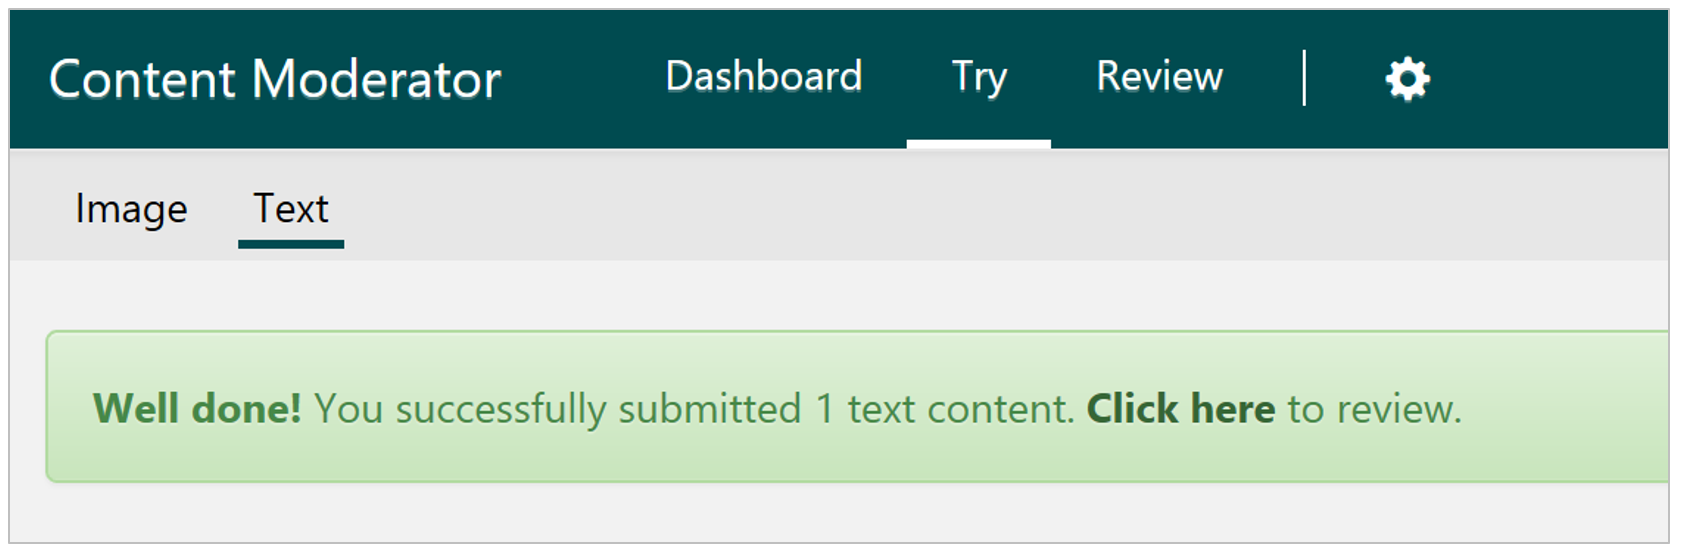 Content Moderator Dashboard Try Review
Image Text
Well done! You successfully submitted 1 text content. Click here to review.